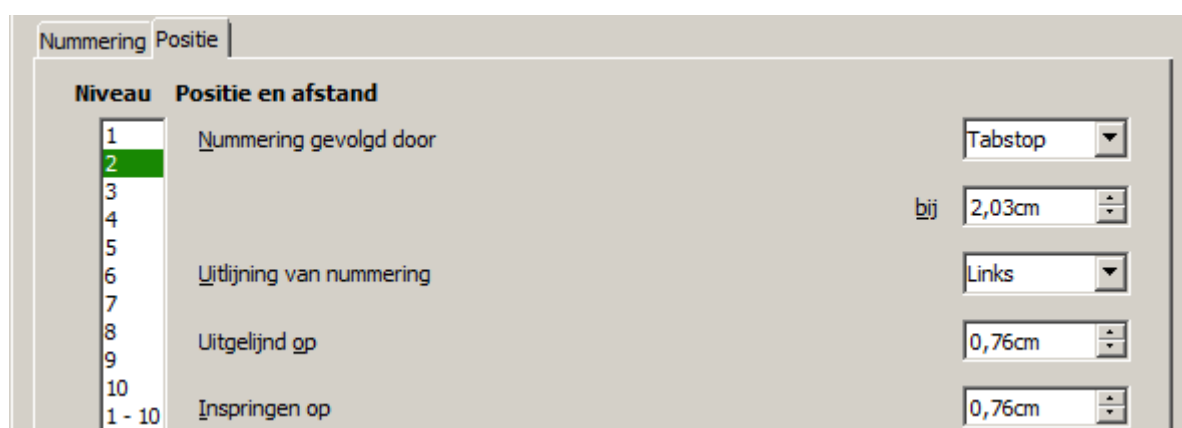 Nummering Positie
Niveau Positie en afstand
1 Nummering gevolgd door Tabstop
2
3 bij 2,03cm
4
5
6 Uitlijning van nummering Links
7
8 Uitgelijnd op 0,76cm
9
10
1 - 10 Inspringen op 0,76cm